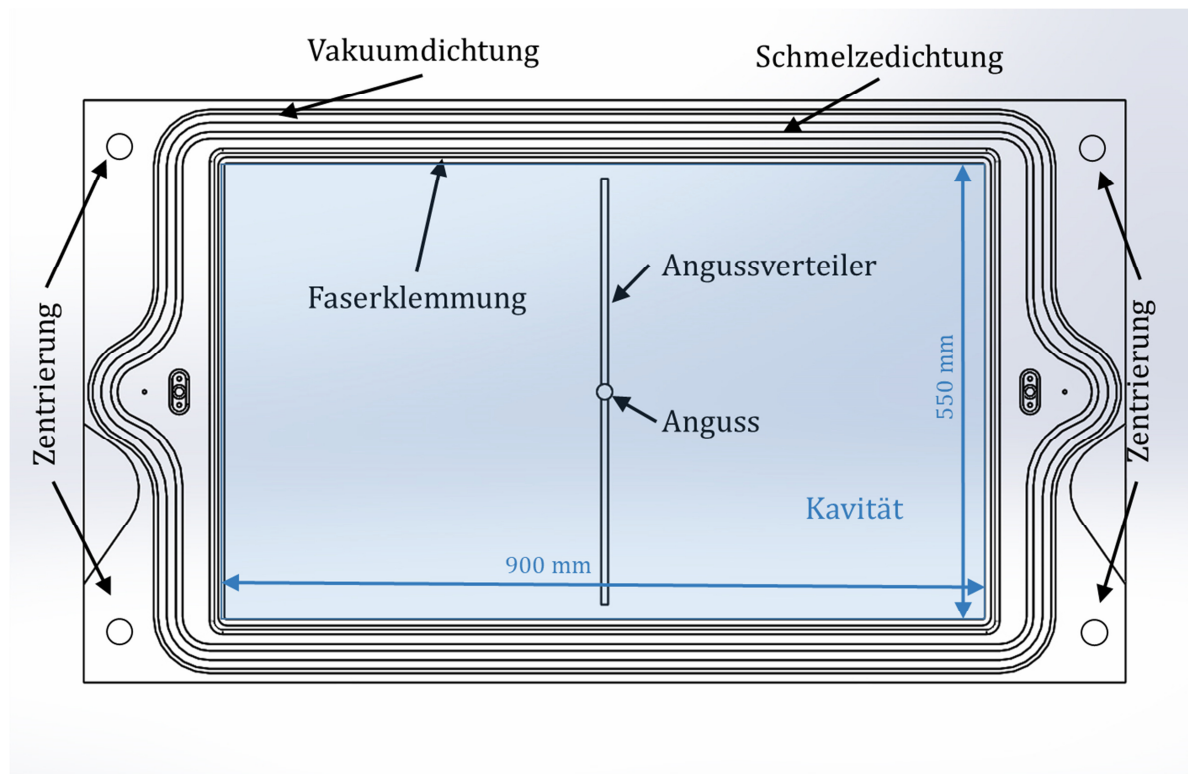 Vakuumdichtung
Schmelzedichtung
Faserklemmung
Angussverteiler
Anguss
Zentrierung
Zentrierung
550 mm
Kavität
900 mm